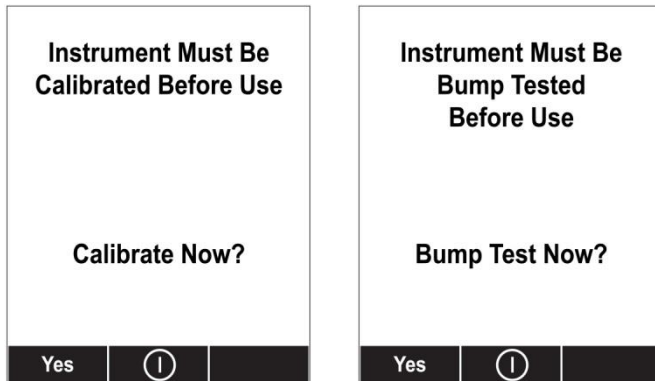 Instrument Must Be
Calibrated Before Use
Calibrate Now?
Yes
Instrument Must Be
Bump Tested
Before Use
Bump Test Now?
Yes